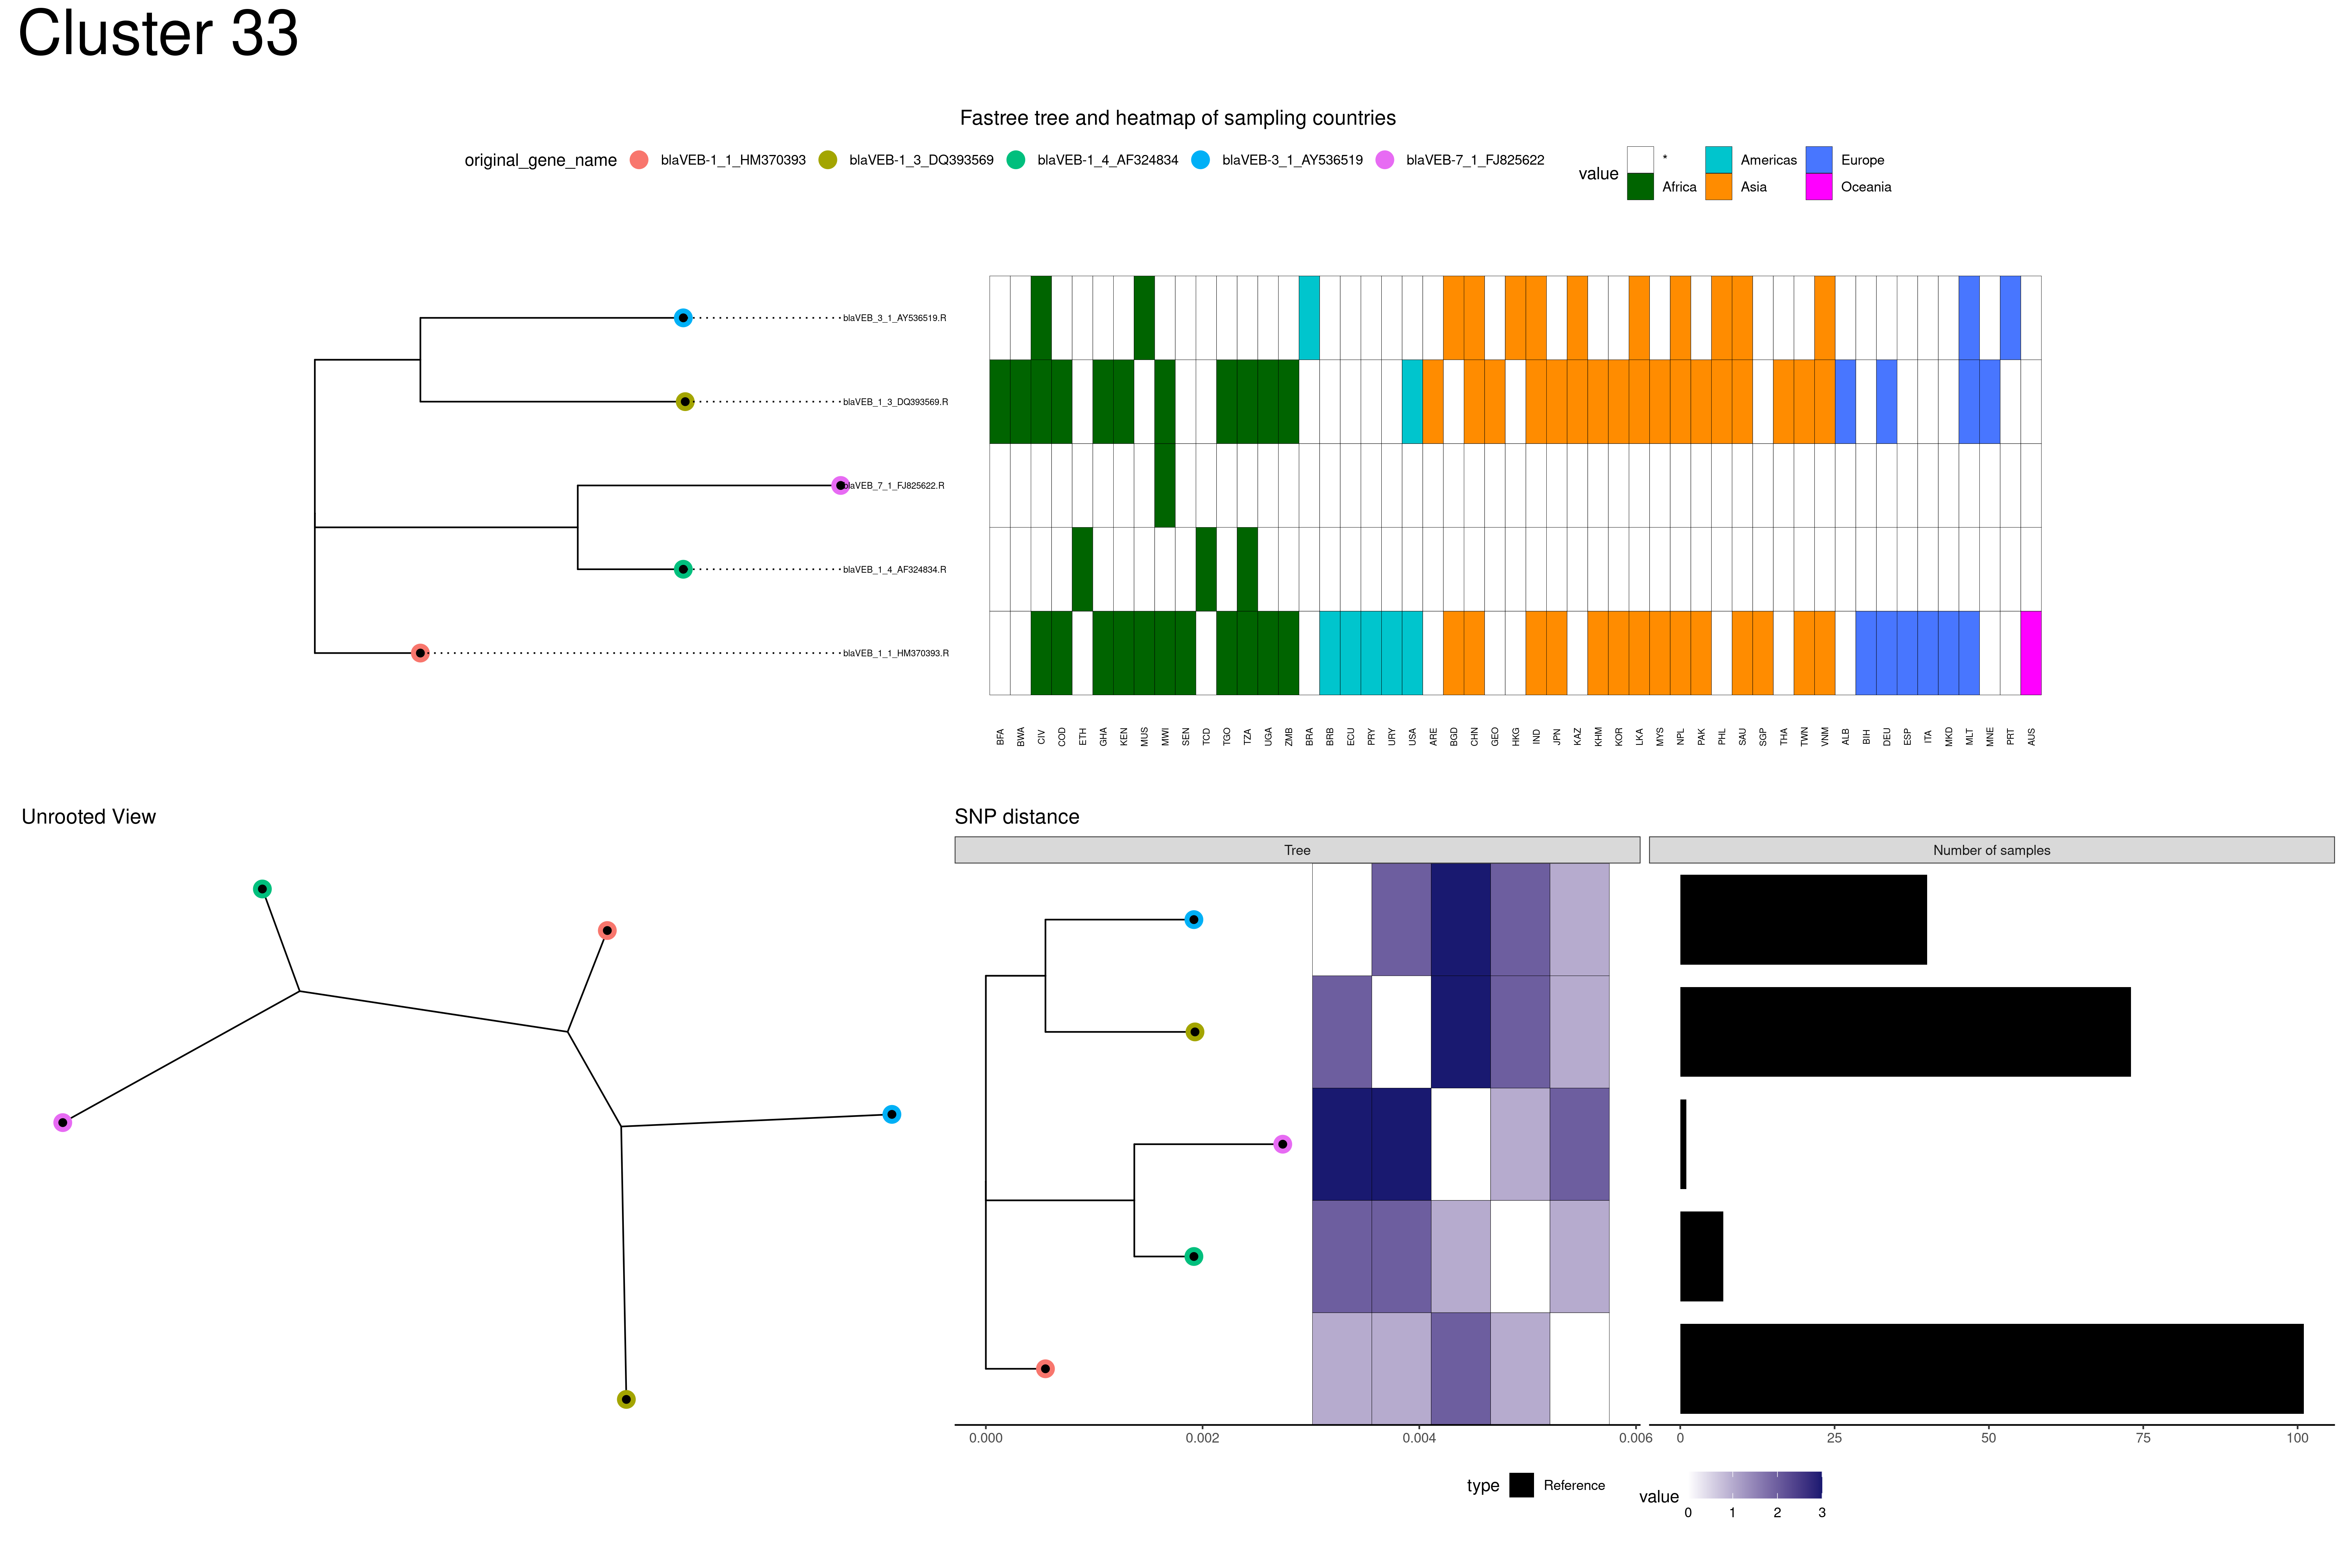 Cluster 33
Fastree tree and heatmap of sampling countries
original_gene_name blaVEB-1_1_HM370393 blaVEB-1_3_DQ393569 blaVEB-1_4_AF324834 blaVEB-3_1_AY536519 blaVEB-7_1_FJ825622
value * Americas Europe
Africa Asia Oceania
blaVEB_3_1_AY536519.R
blaVEB_1_3_DQ393569.R
blaVEB_7_1_FJ825622.R
blaVEB_1_4_AF324834.R
blaVEB_1_1_HM370393.R
BFA BWA CIV COD ETH GHA KEN MUS MWI SEN TCD TGO TZA UGA ZMB BRA BRB ECU PRY URY USA ARE BGD CHN GEO HKG IND JPN KAZ KHM KOR LKA MYS NPL PAK PHL SAU SGP THA TWN VNM ALB BIH DEU ESP ITA MKD MLT MNE PRT AUS
Unrooted View
SNP distance
Tree Number of samples
0.000 0.002 0.004 0.006 0 25 50 75 100
type Reference value
0 1 2 3